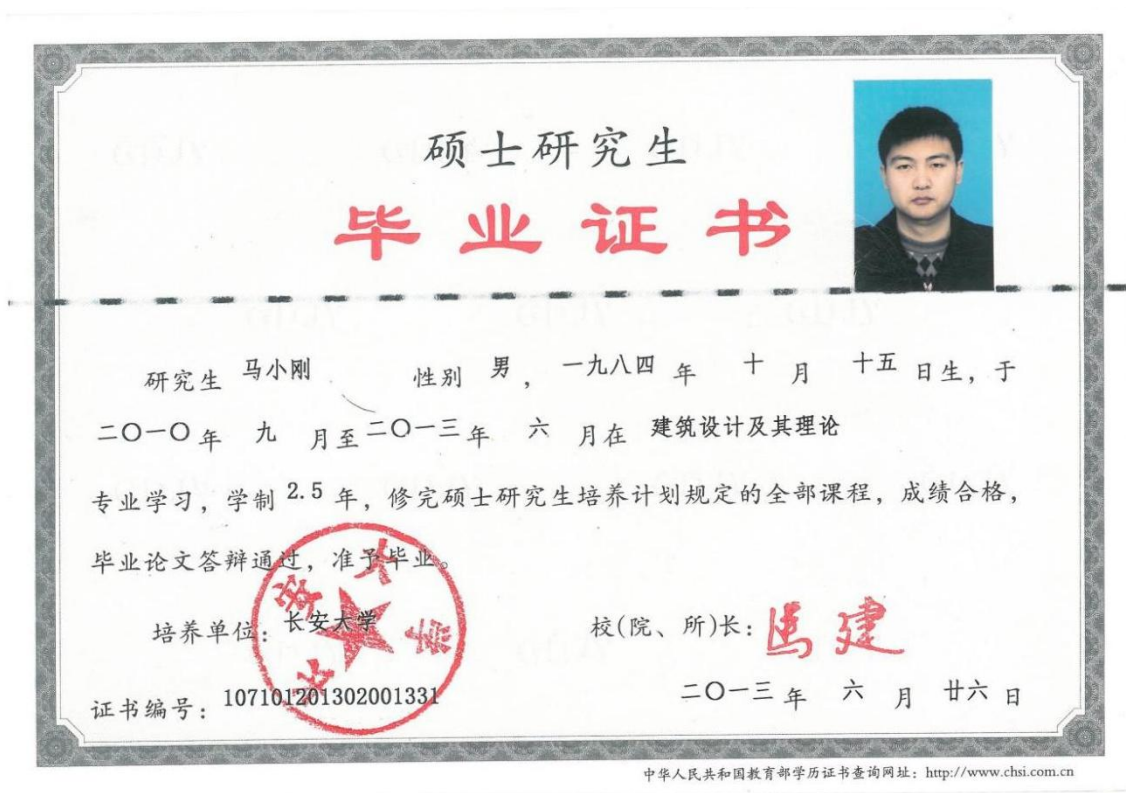 硕士研究生
毕业证书
研究生 马小刚 性别 男 , 一九八四 年 十 月 十五 日生, 于
二〇一〇 年 九 月至 二〇一三 年 六 月在 建筑设计及其理论
专业学习, 学制 2.5 年, 修完硕士研究生培养计划规定的全部课程, 成绩合格,
毕业论文答辩通过, 准予毕业。
培养单位: 长安大学
校(院、所)长: 马建
证书编号: 107101201302001331
二〇一三 年 六 月 廿六 日
长安大学
中华人民共和国教育部学历证书查询网址: http://www.chsi.com.cn